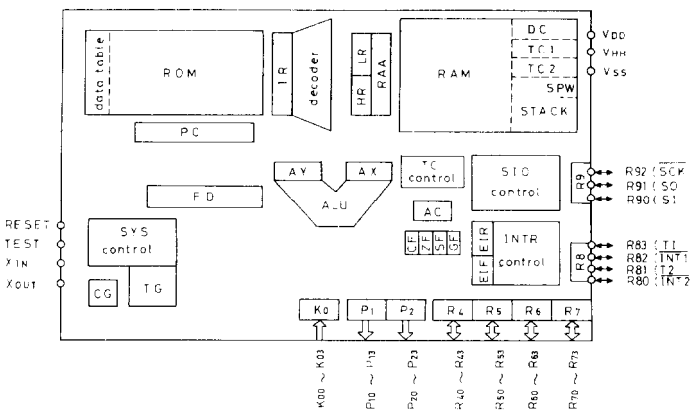 data table
ROM
IR
decoder
HR
LR
RAA
RAM
DC
TC1
TC2
SPW
STACK
VDD
VHH
VSS
PC
FD
AY
AX
ALU
TC
control
SIO
control
AC
CF
ZF
SF
GF
EIR
EIF
INTR
control
R9
R92 (SCK
R91 (SO
R90 (SI
R8
R83 (TI
R82 (INT1
R81 (T2
R80 (INT2
RESET
TEST
XIN
XOUT
SYS
control
CG
TG
K0
P1
P2
R4
R5
R6
R7
K00 ~ K03
P10 ~ P13
P20 ~ P23
R40 ~ R43
R50 ~ R53
R60 ~ R63
R70 ~ R73